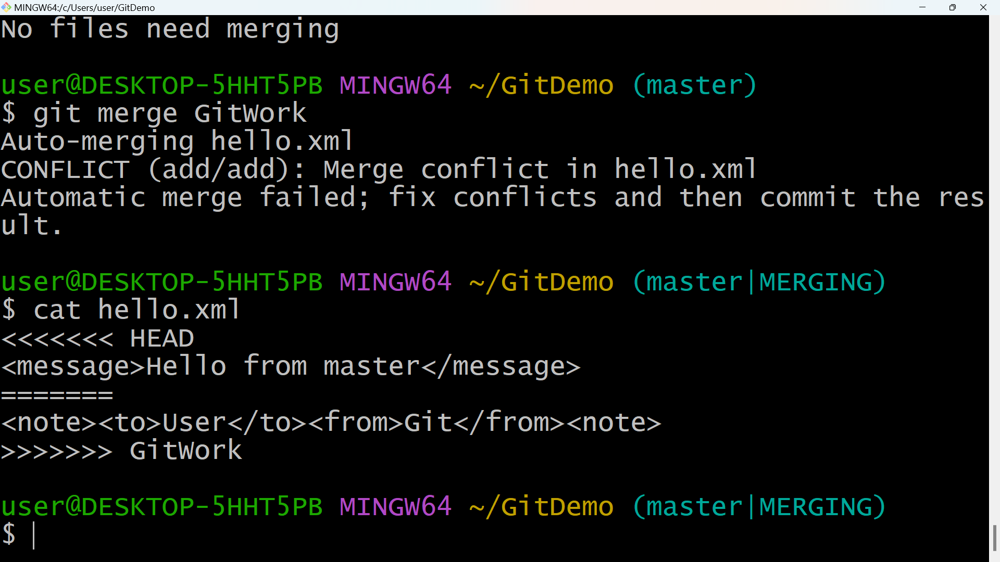 MINGW64:/c/Users/user/GitDemo
No files need merging
user@DESKTOP-5HHT5PB MINGW64 ~/GitDemo (master)
$ git merge GitWork
Auto-merging hello.xml
CONFLICT (add/add): Merge conflict in hello.xml
Automatic merge failed; fix conflicts and then commit the res
ult.
user@DESKTOP-5HHT5PB MINGW64 ~/GitDemo (master|MERGING)
$ cat hello.xml
<<<<<<< HEAD
<message>Hello from master</message>
=======
<note><to>User</to><from>Git</from><note>
>>>>>>> GitWork
user@DESKTOP-5HHT5PB MINGW64 ~/GitDemo (master|MERGING)
$